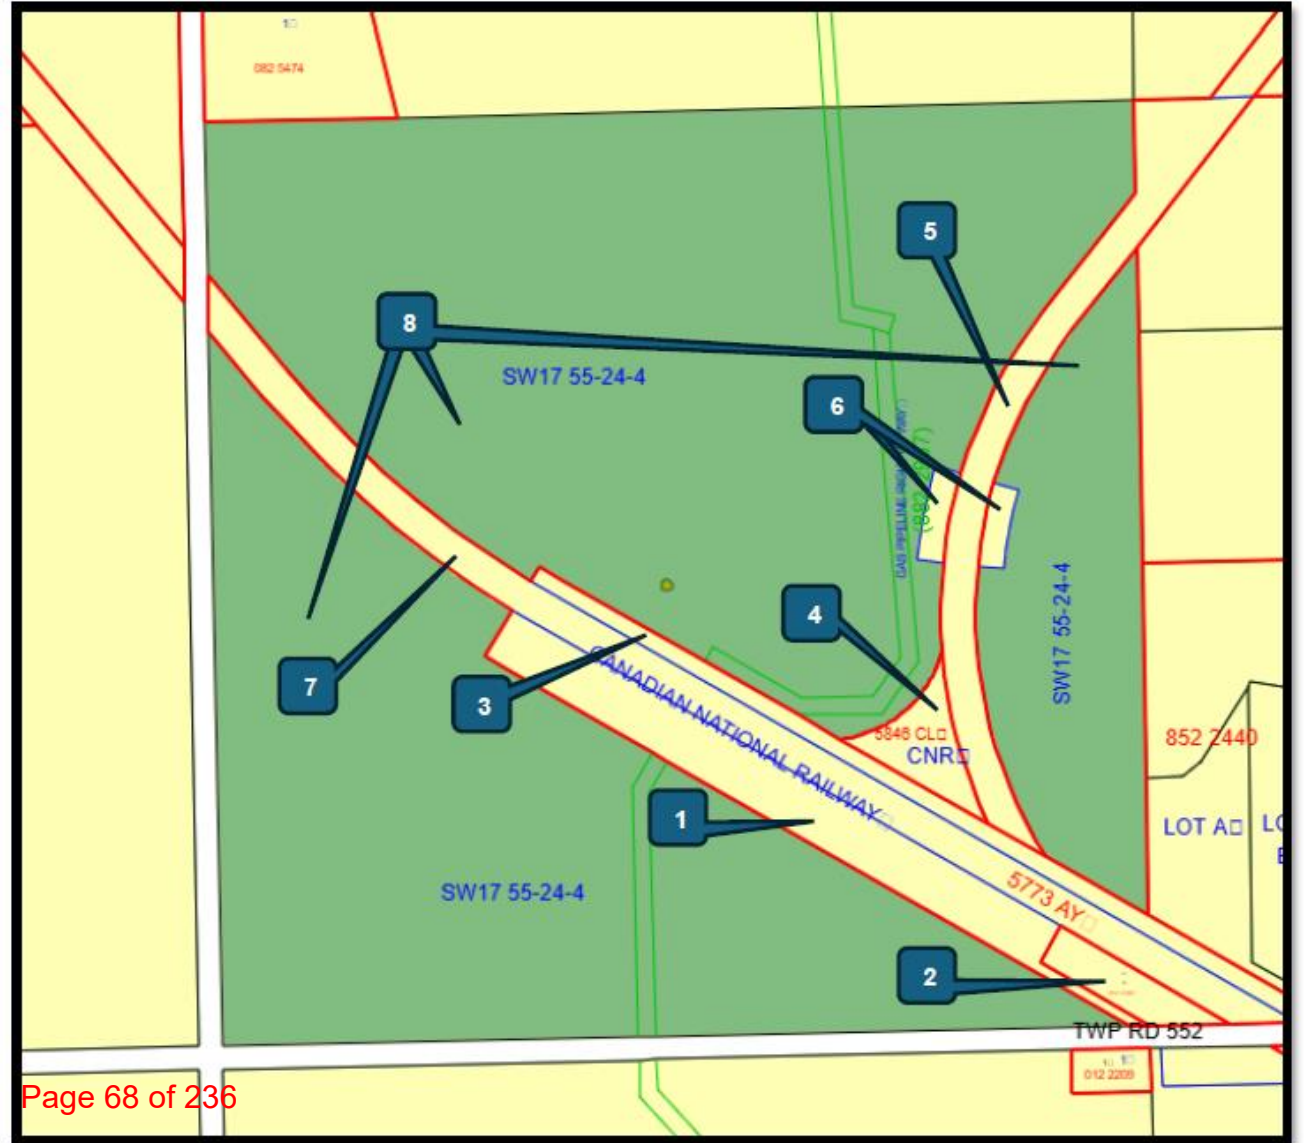 082 5474
5
8
SW17 55-24-4
6
GAS PIPELINE
4
SW17 55-24-4
7
3
CANADIAN NATIONAL RAILWAY
5846 CL
CNR
852 2440
1
LOT A
SW17 55-24-4
5773 AY
2
TWP RD 552
012 2209
Page 68 of 236